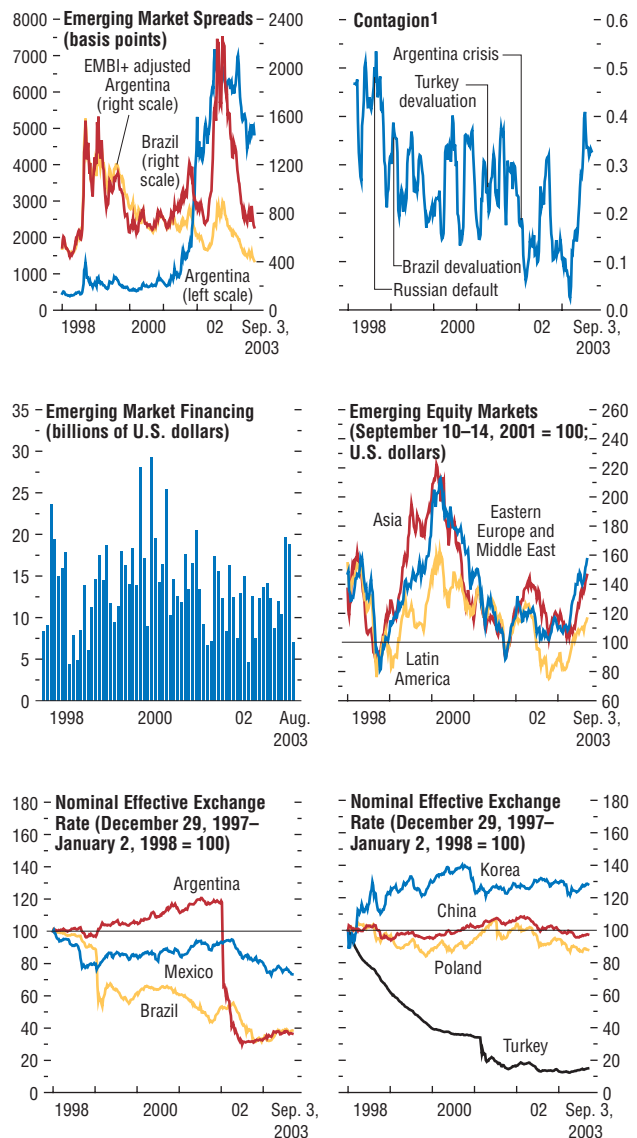 Emerging Market Spreads
(basis points)
8000
7000
6000
5000
4000
3000
2000
1000
0
2400
2000
1600
1200
800
400
0
EMBI+ adjusted
Argentina
(right scale)
Brazil
(right
scale)
Argentina
(left scale)
1998
2000
02
Sep. 3,
2003
Contagion¹
0.6
0.5
0.4
0.3
0.2
0.1
0.0
Argentina crisis
Turkey
devaluation
Brazil devaluation
Russian default
1998
2000
02
Sep. 3,
2003
Emerging Market Financing
(billions of U.S. dollars)
35
30
25
20
15
10
5
0
1998
2000
02
Aug.
2003
Emerging Equity Markets
(September 10–14, 2001 = 100;
U.S. dollars)
260
240
220
200
180
160
140
120
100
80
60
Asia
Eastern
Europe and
Middle East
Latin
America
1998
2000
02
Sep. 3,
2003
Nominal Effective Exchange
Rate (December 29, 1997–
January 2, 1998 = 100)
180
160
140
120
100
80
60
40
20
0
Argentina
Mexico
Brazil
1998
2000
02
Sep. 3,
2003
Nominal Effective Exchange
Rate (December 29, 1997–
January 2, 1998 = 100)
180
160
140
120
100
80
60
40
20
0
Korea
China
Poland
Turkey
1998
2000
02
Sep. 3,
2003